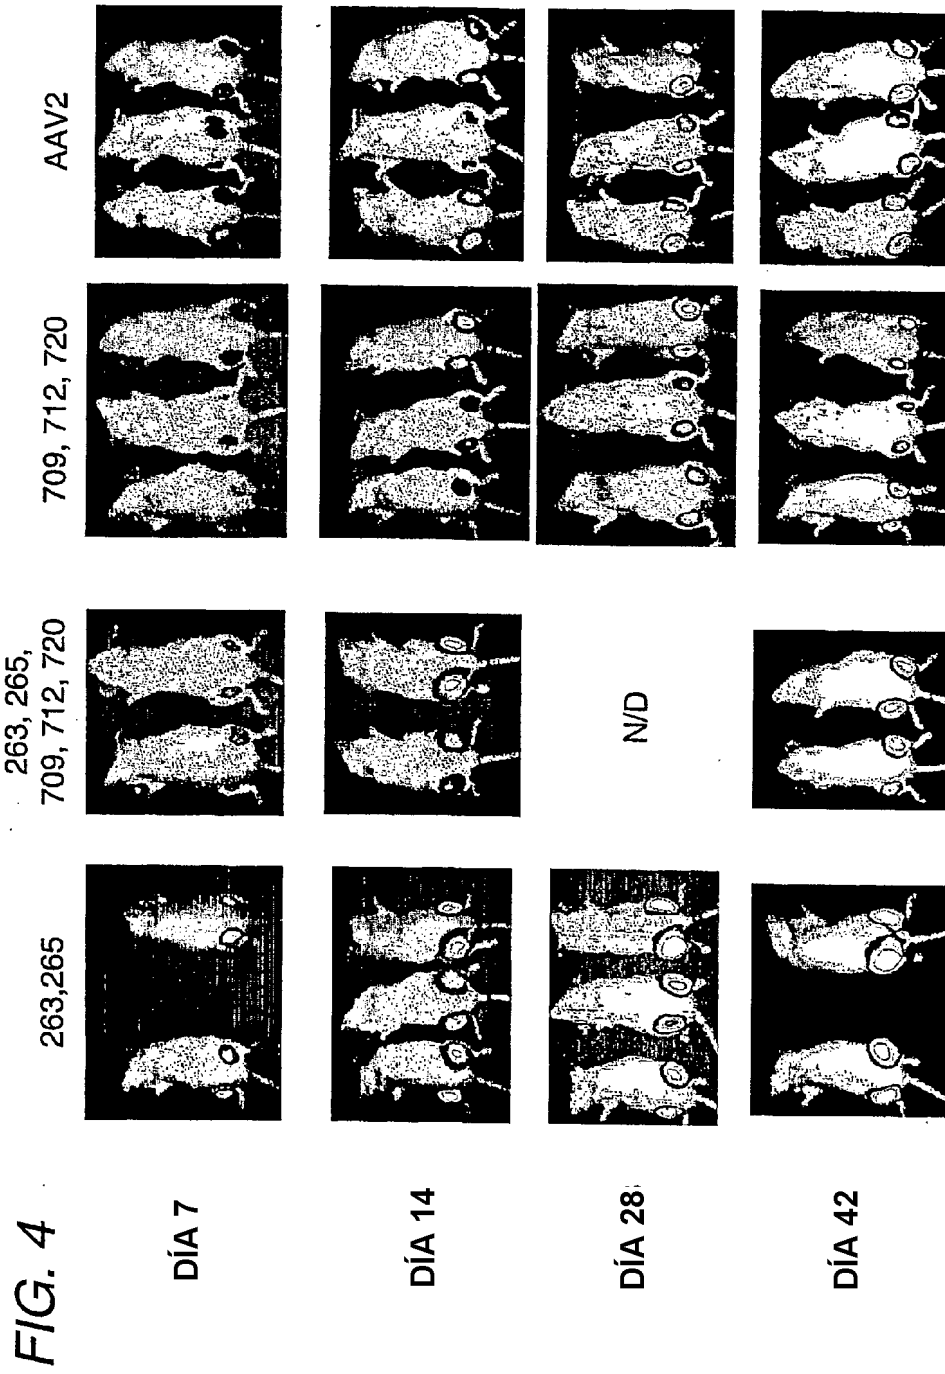 FIG. 4
263,265
263, 265,
709, 712, 720
709, 712, 720
AAV2
DÍA 7
DÍA 14
DÍA 28
N/D
DÍA 42